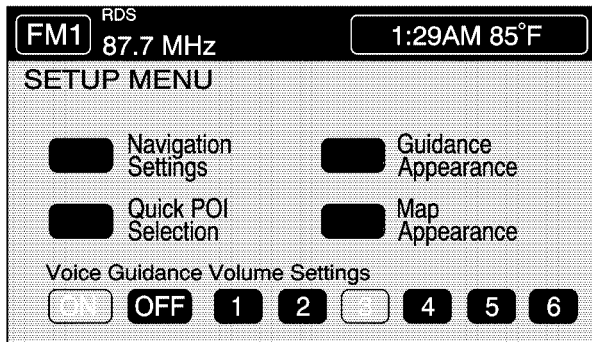 FM1 RDS 87.7 MHz 1:29AM 85°F
SETUP MENU
Navigation Settings
Guidance Appearance
Quick POI Selection
Map Appearance
Voice Guidance Volume Settings
ON OFF 1 2 3 4 5 6